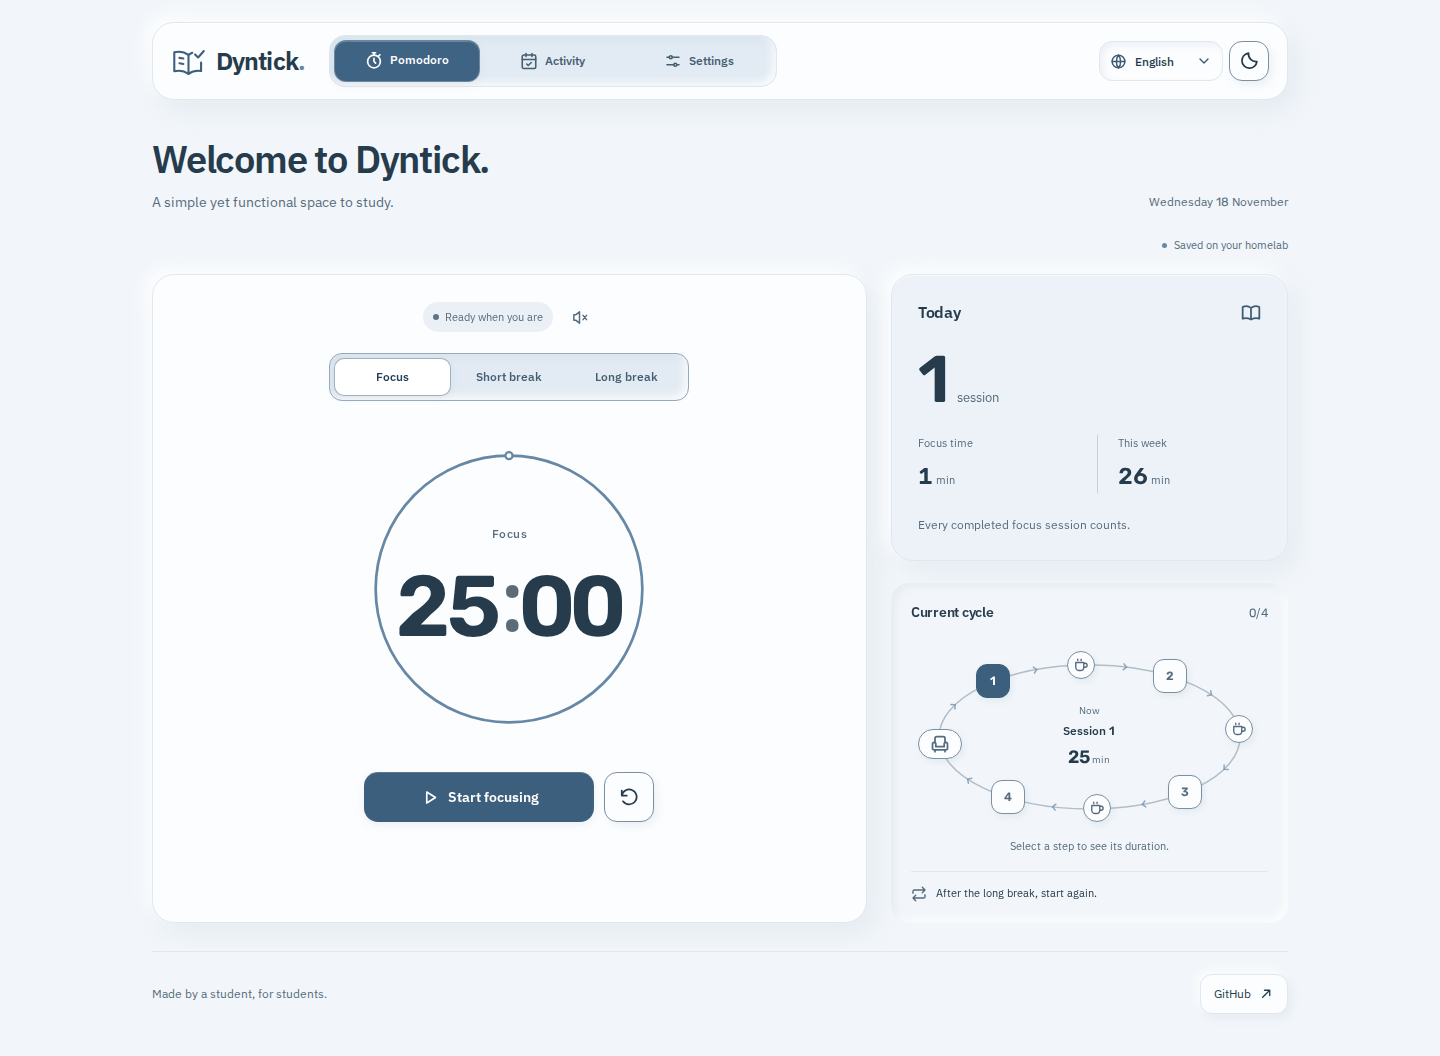 Dyntick.
Pomodoro
Activity
Settings
English
Welcome to Dyntick.
A simple yet functional space to study.
Wednesday 18 November
Saved on your homelab
Ready when you are
Focus
Short break
Long break
Focus
25:00
Start focusing
Today
1 session
Focus time
1 min
This week
26 min
Every completed focus session counts.
Current cycle
0/4
1
2
3
4
Now
Session 1
25 min
Select a step to see its duration.
After the long break, start again.
Made by a student, for students.
GitHub